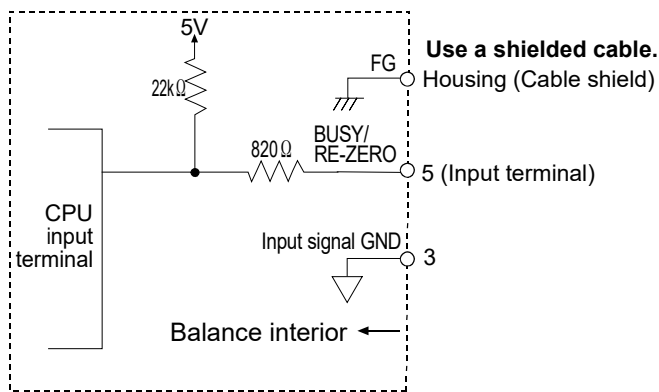 5V
Use a shielded cable.
FG
Housing (Cable shield)
22kΩ
BUSY/
RE-ZERO
820Ω
5 (Input terminal)
CPU
input
terminal
Input signal GND
3
Balance interior